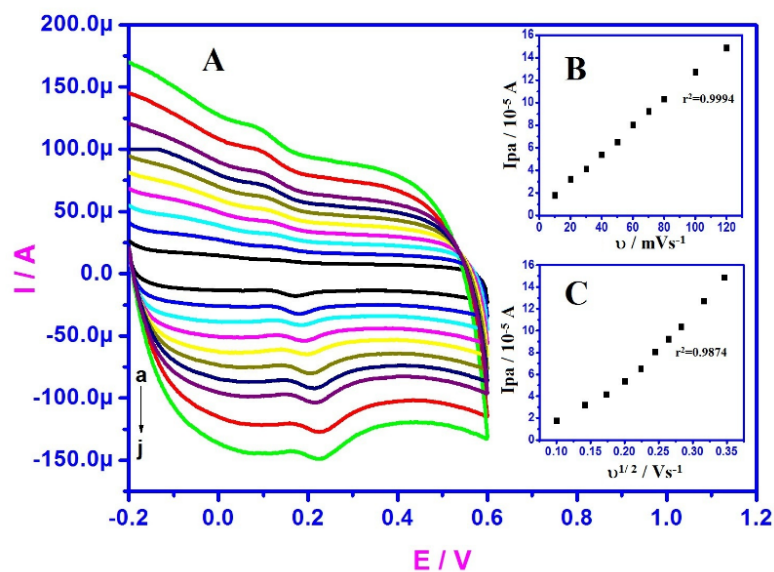 A
200.0µ
150.0µ
100.0µ
50.0µ
0.0
-50.0µ
-100.0µ
-150.0µ
I / A
a
j
-0.2 0.0 0.2 0.4 0.6 0.8 1.0 1.2
E / V
B
16
14
12
10
8
6
4
2
0
Ipa / 10⁻⁵ A
r²=0.9994
0 20 40 60 80 100 120
υ / mVs⁻¹
C
16
14
12
10
8
6
4
2
0
Ipa / 10⁻⁵ A
r²=0.9874
0.10 0.15 0.20 0.25 0.30 0.35
υ¹/² / Vs⁻¹